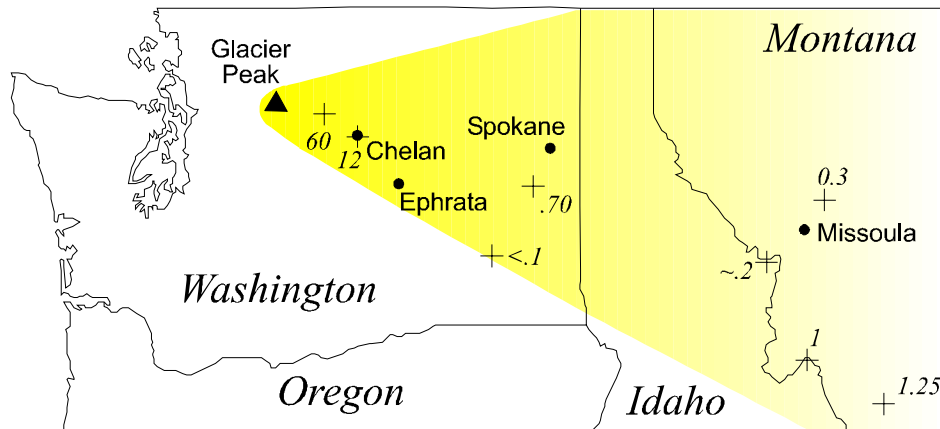 Montana
Glacier
Peak
Spokane
60
12
Chelan
Ephrata
.70
0.3
Missoula
<.1
~.2
Washington
1
Oregon
Idaho
1.25